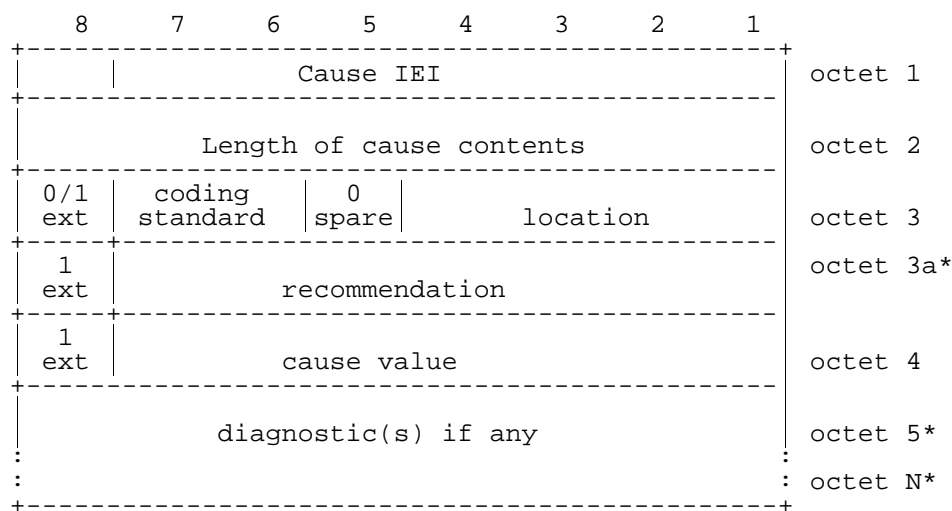 8 7 6 5 4 3 2 1
Cause IEI octet 1
Length of cause contents octet 2
0/1 coding 0
ext standard spare location octet 3
1 octet 3a*
ext recommendation
1
ext cause value octet 4
diagnostic(s) if any octet 5*
: :
: : octet N*